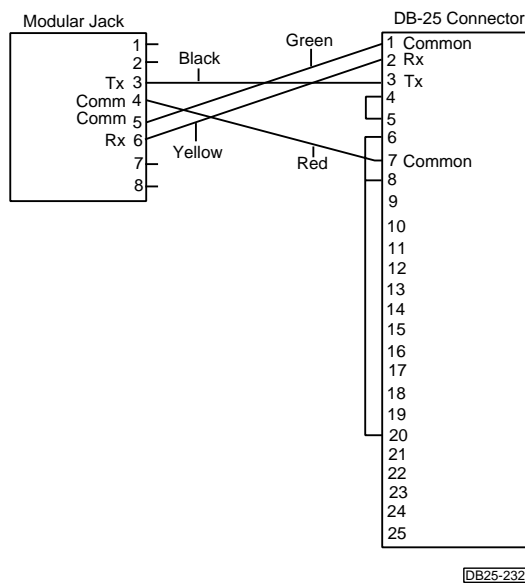 Modular Jack
DB-25 Connector
1
2
Tx 3
Comm 4
Comm 5
Rx 6
7
8
Green
Black
Yellow
Red
1 Common
2 Rx
3 Tx
4
5
6
7 Common
8
9
10
11
12
13
14
15
16
17
18
19
20
21
22
23
24
25
DB25-232